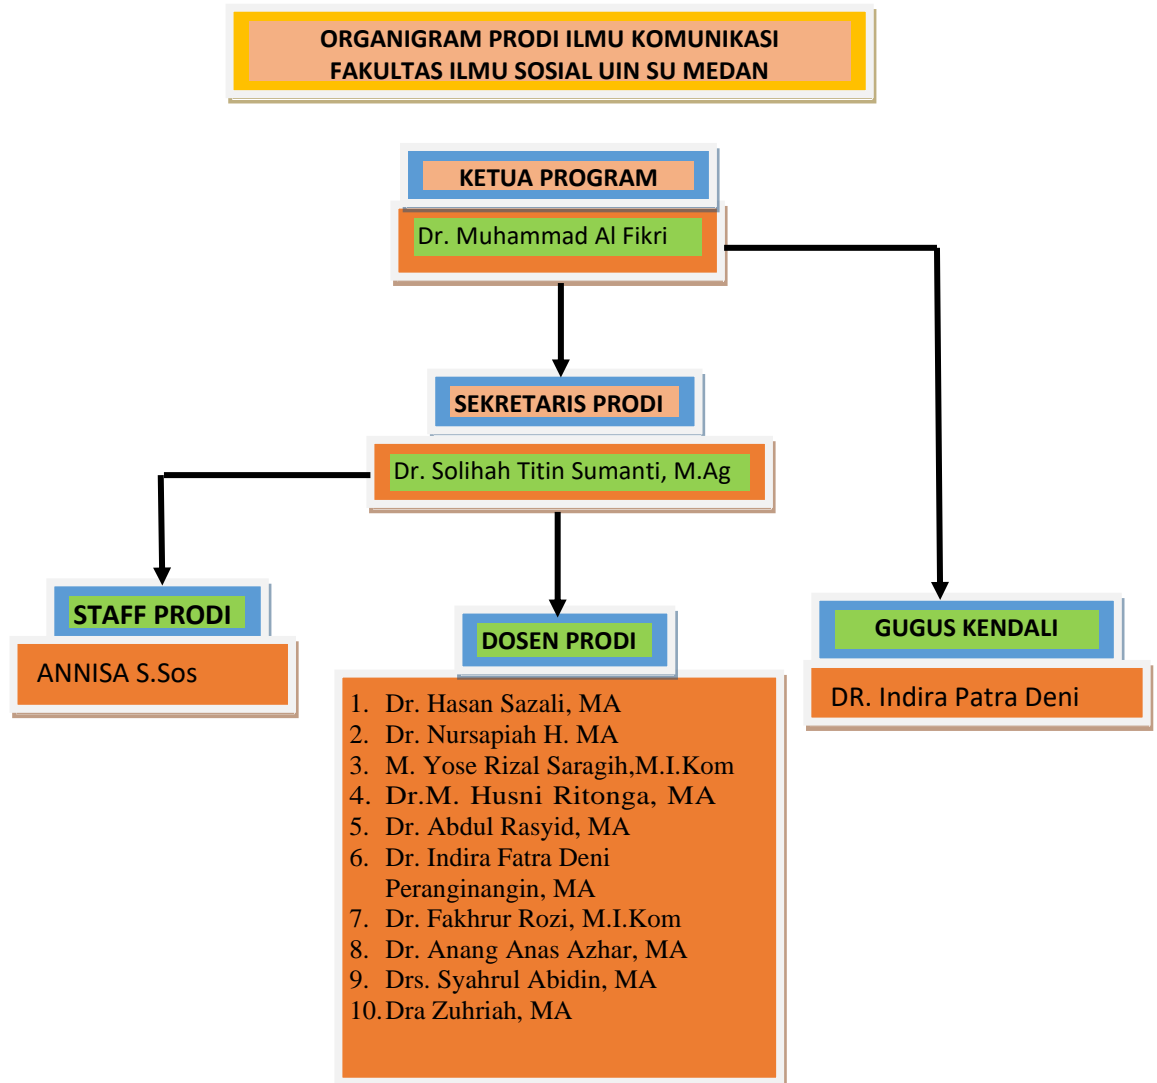 ORGANIGRAM PRODI ILMU KOMUNIKASI
FAKULTAS ILMU SOSIAL UIN SU MEDAN
KETUA PROGRAM
Dr. Muhammad Al Fikri
SEKRETARIS PRODI
Dr. Solihah Titin Sumanti, M.Ag
STAFF PRODI
ANNISA S.Sos
DOSEN PRODI
1. Dr. Hasan Sazali, MA
2. Dr. Nursapiah H. MA
3. M. Yose Rizal Saragih,M.I.Kom
4. Dr.M. Husni Ritonga, MA
5. Dr. Abdul Rasyid, MA
6. Dr. Indira Fatra Deni
Peranginangin, MA
7. Dr. Fakhrur Rozi, M.I.Kom
8. Dr. Anang Anas Azhar, MA
9. Drs. Syahrul Abidin, MA
10. Dra Zuhriah, MA
GUGUS KENDALI
DR. Indira Patra Deni